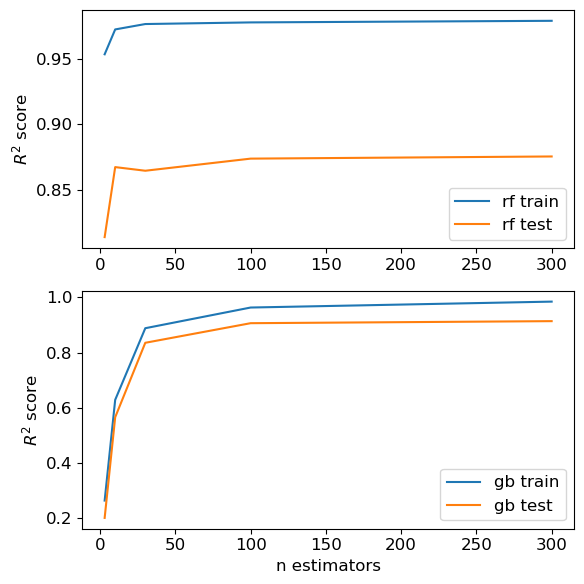 0.95
0.90
0.85
R² score
rf train
rf test
0 50 100 150 200 250 300
1.0
0.8
0.6
0.4
0.2
R² score
gb train
gb test
0 50 100 150 200 250 300
n estimators